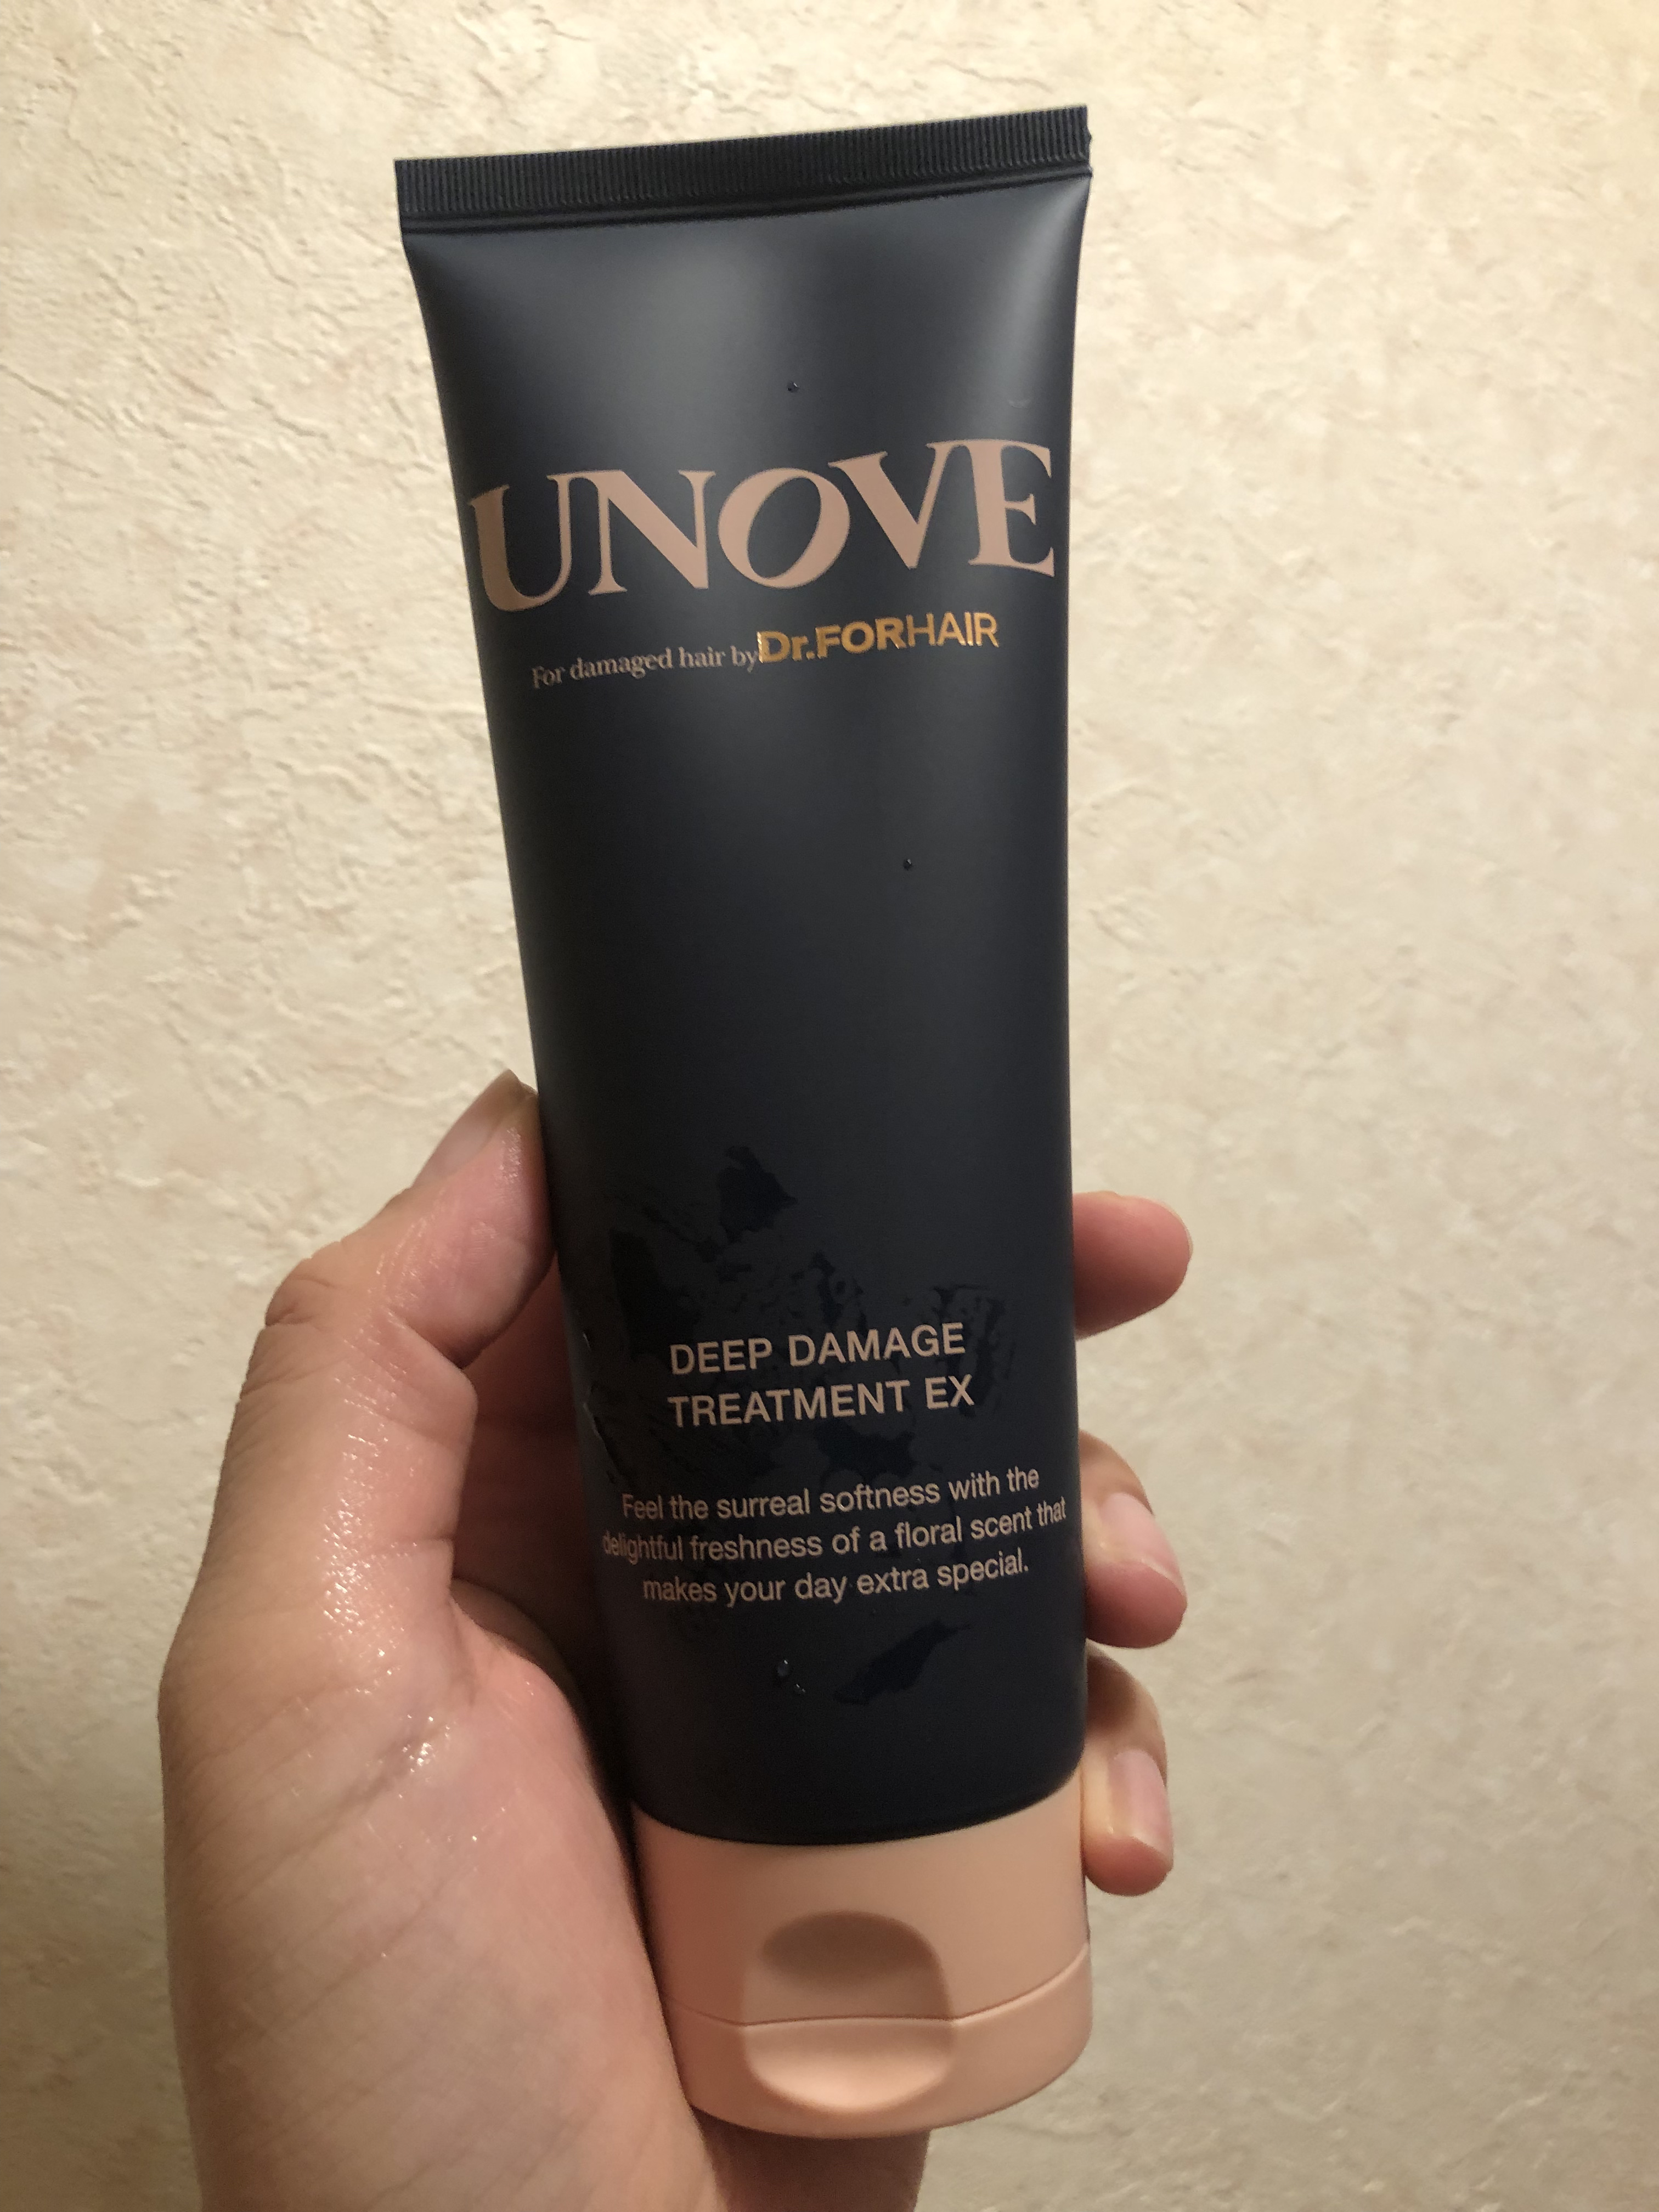 UNOVE
For damaged hair by Dr.FORHAIR
DEEP DAMAGE
TREATMENT EX
Feel the surreal softness with the
delightful freshness of a floral scent that
makes your day extra special.